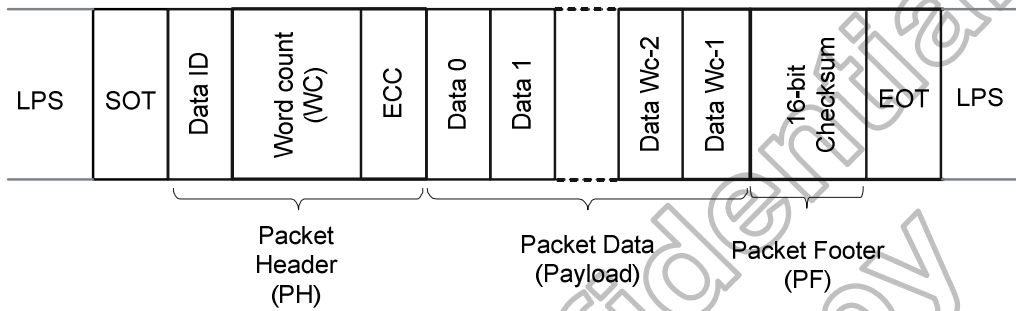 LPS
SOT
Data ID
Word count
(WC)
ECC
Data 0
Data 1
Data Wc-2
Data Wc-1
16-bit
Checksum
EOT
LPS
Packet
Header
(PH)
Packet Data
(Payload)
Packet Footer
(PF)